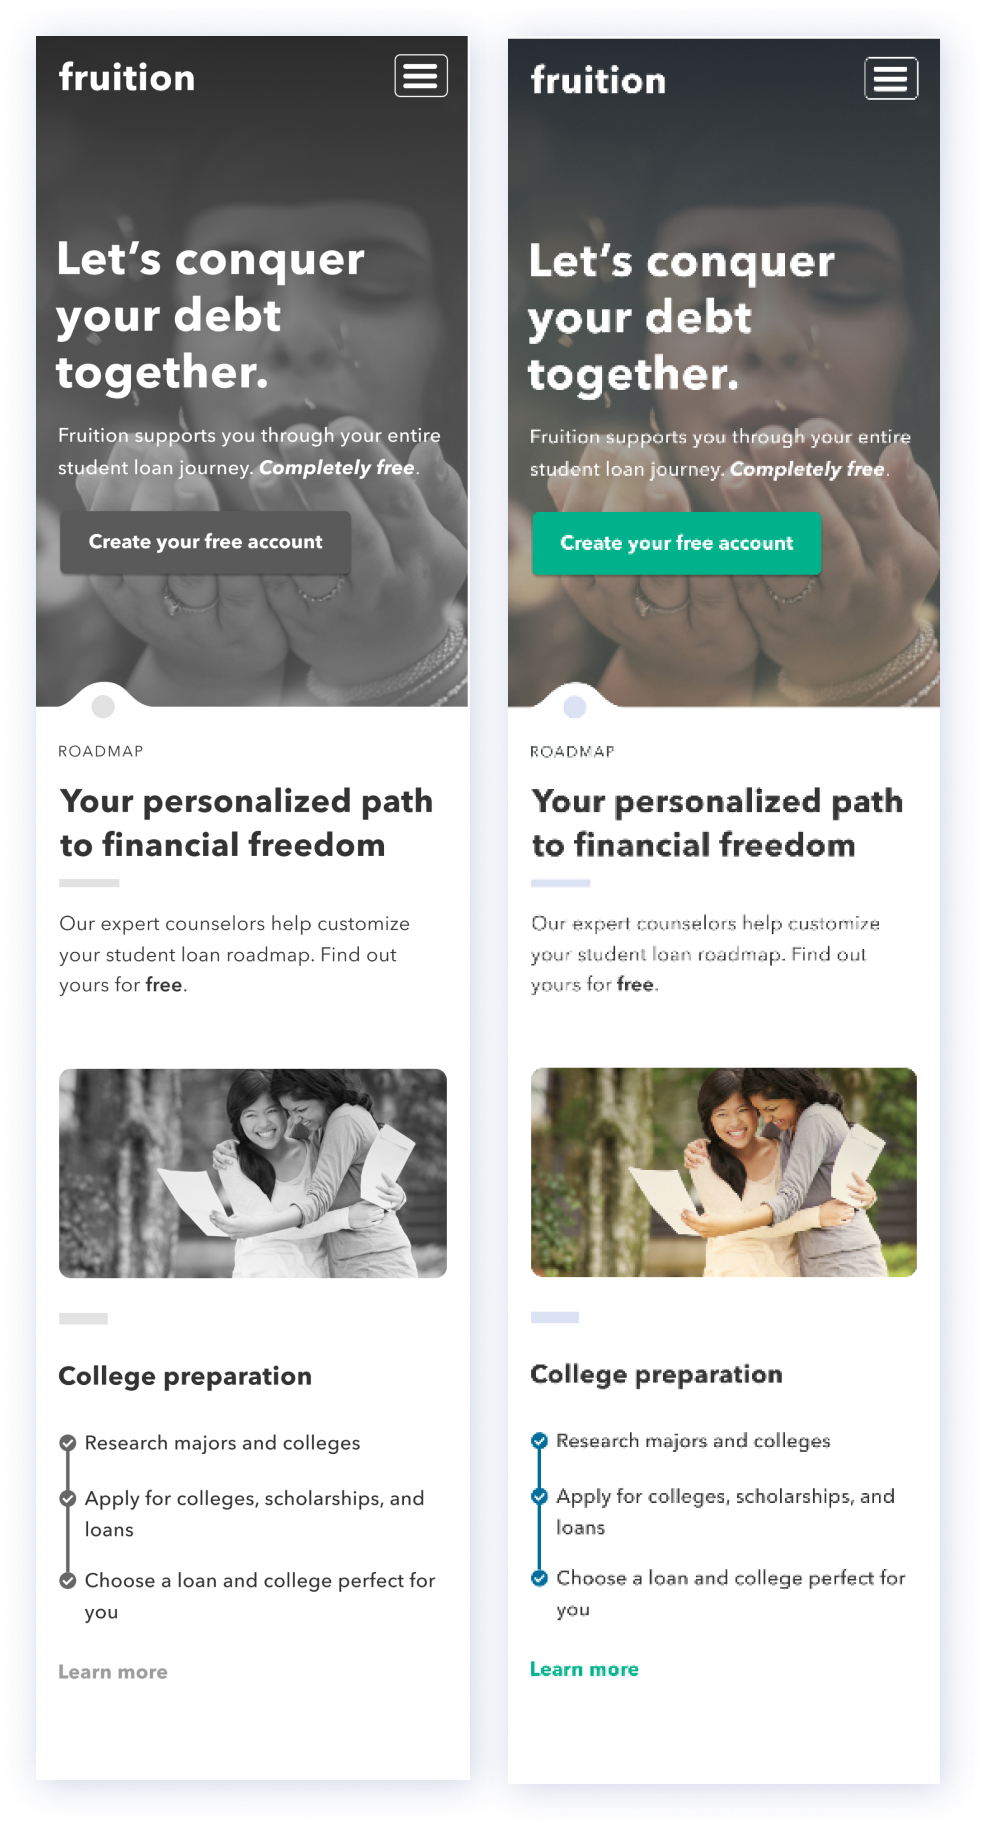 fruition
Let's conquer
your debt
together.
Fruition supports you through your entire
student loan journey. Completely free.
Create your free account
ROADMAP
Your personalized path
to financial freedom
Our expert counselors help customize
your student loan roadmap. Find out
yours for free.
College preparation
Research majors and colleges
Apply for colleges, scholarships, and
loans
Choose a loan and college perfect for
you
Learn more
fruition
Let's conquer
your debt
together.
Fruition supports you through your entire
student loan journey. Completely free.
Create your free account
ROADMAP
Your personalized path
to financial freedom
Our expert counselors help customize
your student loan roadmap. Find out
yours for free.
College preparation
Research majors and colleges
Apply for colleges, scholarships, and
loans
Choose a loan and college perfect for
you
Learn more